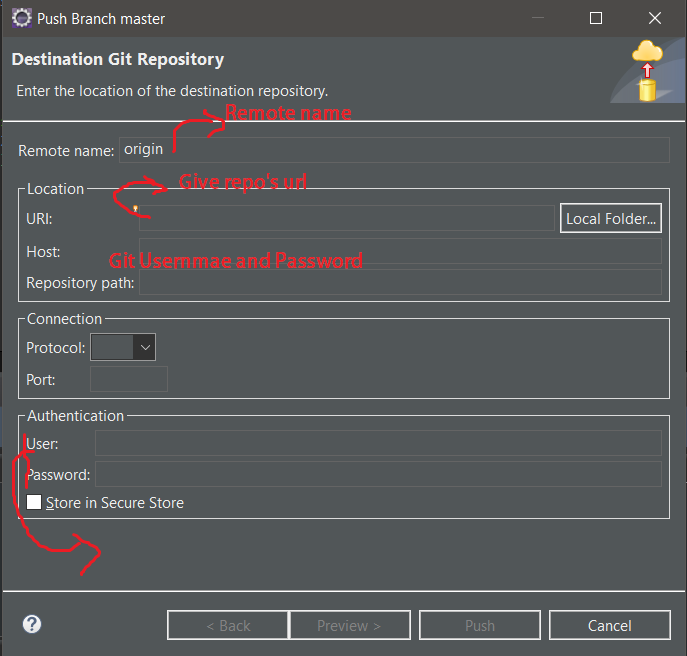 Push Branch master
Destination Git Repository
Enter the location of the destination repository.
Remote name
Remote name: origin
Give repo's url
Location
URI:
Local Folder...
Host:
Git Usernmae and Password
Repository path:
Connection
Protocol:
Port:
Authentication
User:
Password:
Store in Secure Store
< Back Preview > Push Cancel